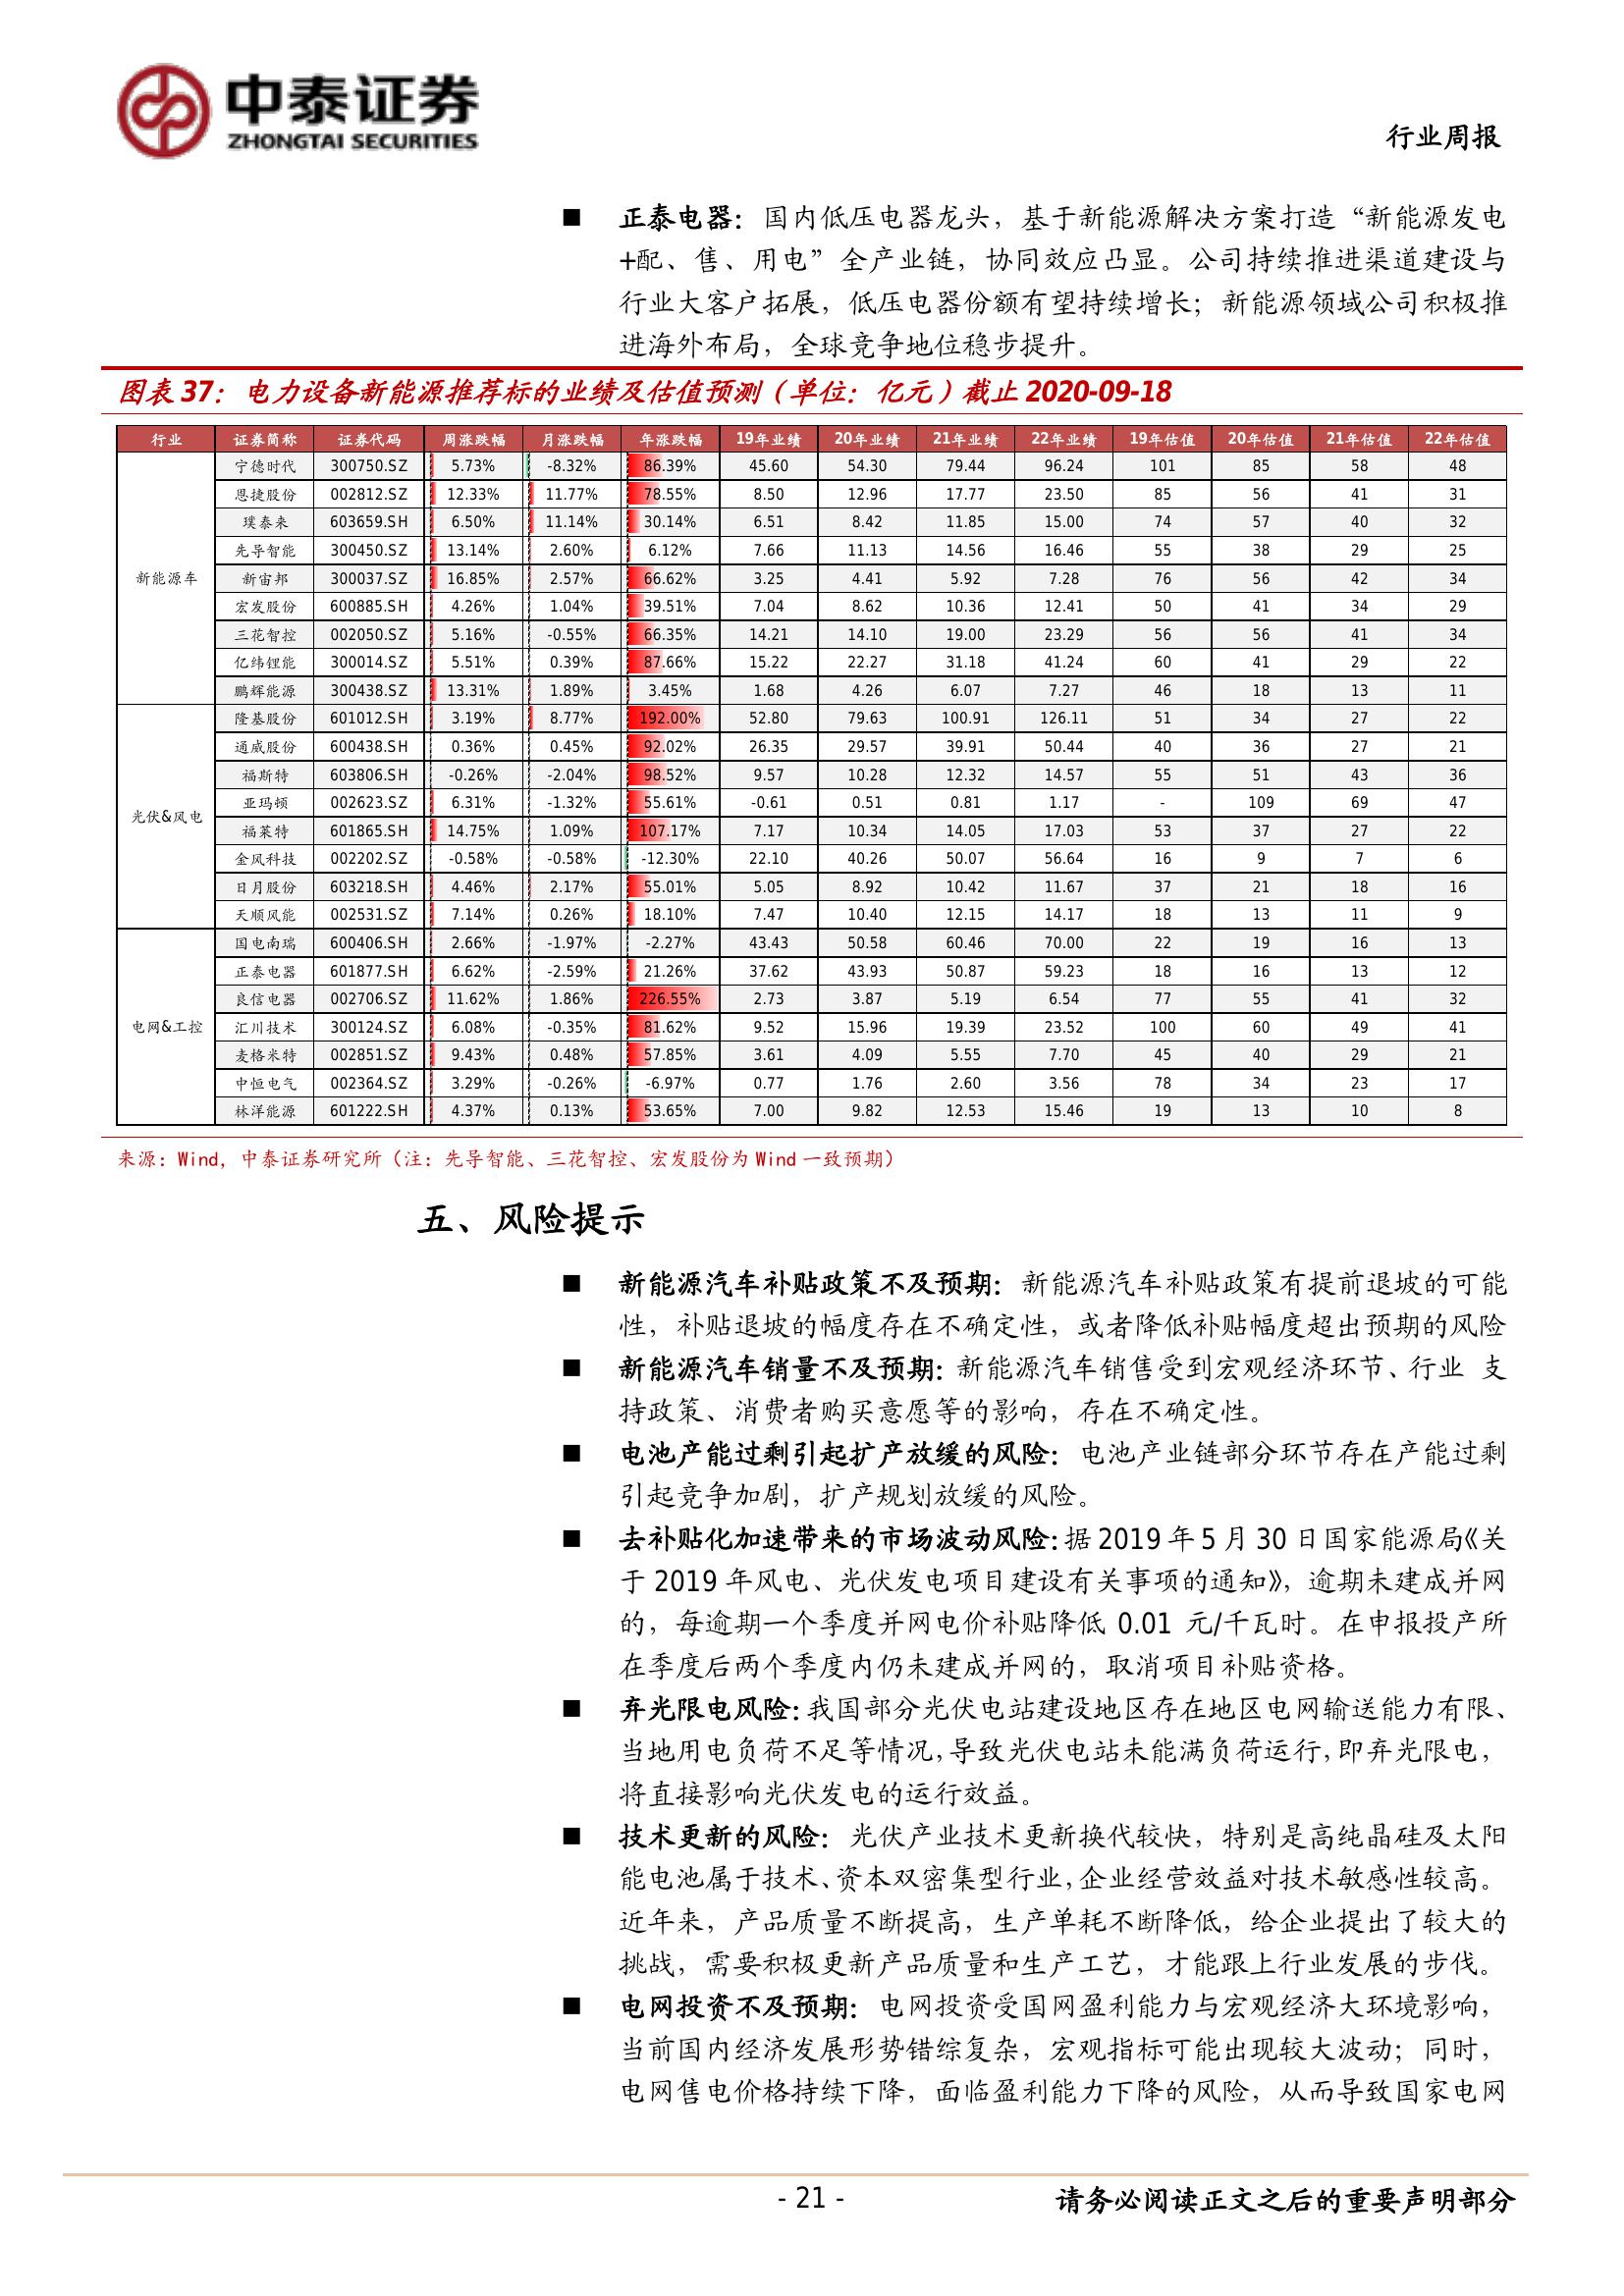 中泰证券
ZHONGTAI SECURITIES
行业周报
■ 正泰电器：国内低压电器龙头，基于新能源解决方案打造“新能源发电
+配、售、用电”全产业链，协同效应凸显。公司持续推进渠道建设与
行业大客户拓展，低压电器份额有望持续增长；新能源领域公司积极推
进海外布局，全球竞争地位稳步提升。
图表 37：电力设备新能源推荐标的业绩及估值预测（单位：亿元）截止 2020-09-18
行业 证券简称 证券代码 周涨跌幅 月涨跌幅 年涨跌幅 19年业绩 20年业绩 21年业绩 22年业绩 19年估值 20年估值 21年估值 22年估值
宁德时代 300750.SZ 5.73% -8.32% 86.39% 45.60 54.30 79.44 96.24 101 85 58 48
恩捷股份 002812.SZ 12.33% 11.77% 78.55% 8.50 12.96 17.77 23.50 85 56 41 31
璞泰来 603659.SH 6.50% 11.14% 30.14% 6.51 8.42 11.85 15.00 74 57 40 32
先导智能 300450.SZ 13.14% 2.60% 6.12% 7.66 11.13 14.56 16.46 55 38 29 25
新能源车 新宙邦 300037.SZ 16.85% 2.57% 66.62% 3.25 4.41 5.92 7.28 76 56 42 34
宏发股份 600885.SH 4.26% 1.04% 39.51% 7.04 8.62 10.36 12.41 50 41 34 29
三花智控 002050.SZ 5.16% -0.55% 66.35% 14.21 14.10 19.00 23.29 56 56 41 34
亿纬锂能 300014.SZ 5.51% 0.39% 87.66% 15.22 22.27 31.18 41.24 60 41 29 22
鹏辉能源 300438.SZ 13.31% 1.89% 3.45% 1.68 4.26 6.07 7.27 46 18 13 11
隆基股份 601012.SH 3.19% 8.77% 192.00% 52.80 79.63 100.91 126.11 51 34 27 22
通威股份 600438.SH 0.36% 0.45% 92.02% 26.35 29.57 39.91 50.44 40 36 27 21
福斯特 603806.SH -0.26% -2.04% 98.52% 9.57 10.28 12.32 14.57 55 51 43 36
亚玛顿 002623.SZ 6.31% -1.32% 55.61% -0.61 0.51 0.81 1.17 - 109 69 47
光伏&风电 福莱特 601865.SH 14.75% 1.09% 107.17% 7.17 10.34 14.05 17.03 53 37 27 22
金风科技 002202.SZ -0.58% -0.58% -12.30% 22.10 40.26 50.07 56.64 16 9 7 6
日月股份 603218.SH 4.46% 2.17% 55.01% 5.05 8.92 10.42 11.67 37 21 18 16
天顺风能 002531.SZ 7.14% 0.26% 18.10% 7.47 10.40 12.15 14.17 18 13 11 9
国电南瑞 600406.SH 2.66% -1.97% -2.27% 43.43 50.58 60.46 70.00 22 19 16 13
正泰电器 601877.SH 6.62% -2.59% 21.26% 37.62 43.93 50.87 59.23 18 16 13 12
良信电器 002706.SZ 11.62% 1.86% 226.55% 2.73 3.87 5.19 6.54 77 55 41 32
电网&工控 汇川技术 300124.SZ 6.08% -0.35% 81.62% 9.52 15.96 19.39 23.52 100 60 49 41
麦格米特 002851.SZ 9.43% 0.48% 57.85% 3.61 4.09 5.55 7.70 45 40 29 21
中恒电气 002364.SZ 3.29% -0.26% -6.97% 0.77 1.76 2.60 3.56 78 34 23 17
林洋能源 601222.SH 4.37% 0.13% 53.65% 7.00 9.82 12.53 15.46 19 13 10 8
来源：Wind，中泰证券研究所（注：先导智能、三花智控、宏发股份为 Wind 一致预期）
五、风险提示
■ 新能源汽车补贴政策不及预期：新能源汽车补贴政策有提前退坡的可能
性，补贴退坡的幅度存在不确定性，或者降低补贴幅度超出预期的风险
■ 新能源汽车销量不及预期：新能源汽车销售受到宏观经济环节、行业 支
持政策、消费者购买意愿等的影响，存在不确定性。
■ 电池产能过剩引起扩产放缓的风险：电池产业链部分环节存在产能过剩
引起竞争加剧，扩产规划放缓的风险。
■ 去补贴化加速带来的市场波动风险：据 2019 年 5 月 30 日国家能源局《关
于 2019 年风电、光伏发电项目建设有关事项的通知》，逾期未建成并网
的，每逾期一个季度并网电价补贴降低 0.01 元/千瓦时。在申报投产所
在季度后两个季度内仍未建成并网的，取消项目补贴资格。
■ 弃光限电风险：我国部分光伏电站建设地区存在地区电网输送能力有限、
当地用电负荷不足等情况，导致光伏电站未能满负荷运行，即弃光限电，
将直接影响光伏发电的运行效益。
■ 技术更新的风险：光伏产业技术更新换代较快，特别是高纯晶硅及太阳
能电池属于技术、资本双密集型行业，企业经营效益对技术敏感性较高。
近年来，产品质量不断提高，生产单耗不断降低，给企业提出了较大的
挑战，需要积极更新产品质量和生产工艺，才能跟上行业发展的步伐。
■ 电网投资不及预期：电网投资受国网盈利能力与宏观经济大环境影响，
当前国内经济发展形势错综复杂，宏观指标可能出现较大波动；同时，
电网售电价格持续下降，面临盈利能力下降的风险，从而导致国家电网
- 21 -
请务必阅读正文之后的重要声明部分